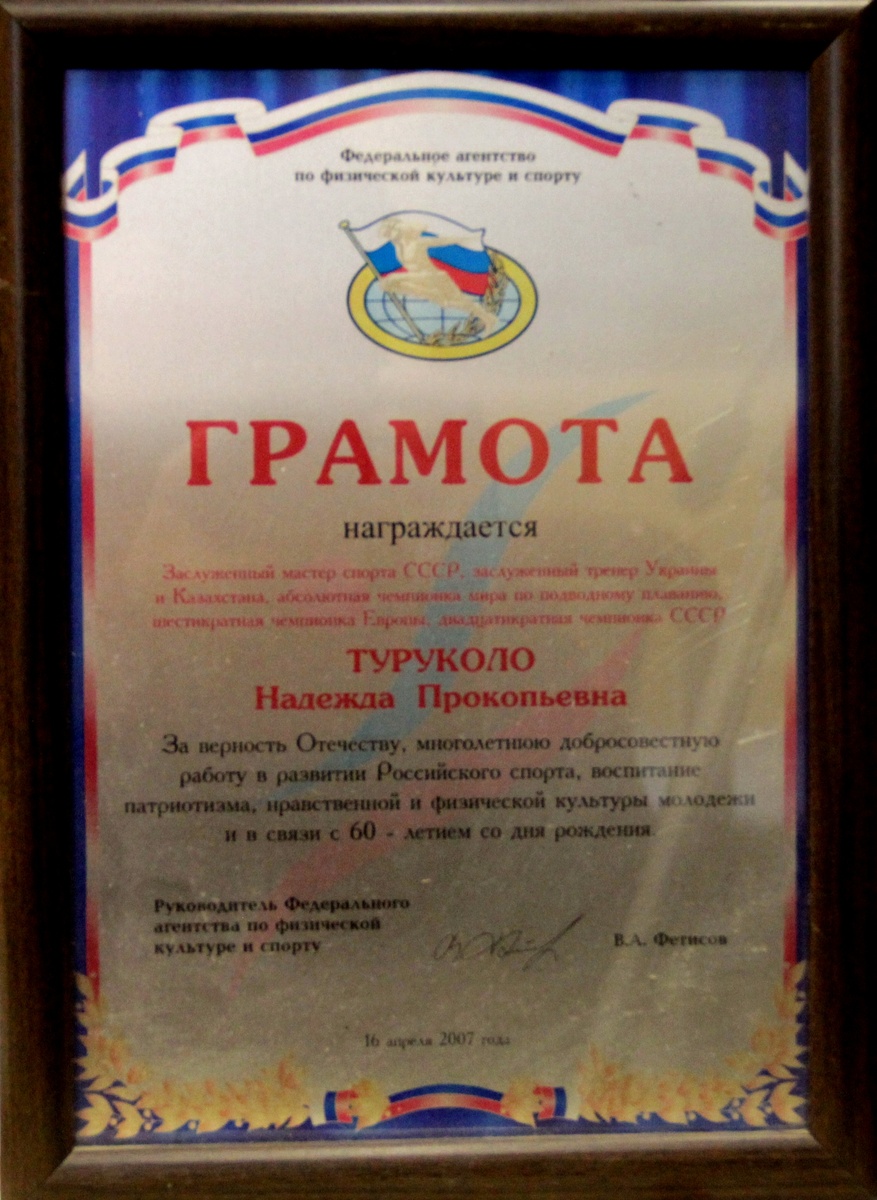 Федеральное агентство
по физической культуре и спорту
ГРАМОТА
награждается
Заслуженный мастер спорта СССР, заслуженный тренер Украины
и Казахстана, абсолютная чемпионка мира по подводному плаванию,
шестикратная чемпионка Европы, двадцатикратная чемпионка СССР
ТУРУКОЛО
Надежда Прокопьевна
За верность Отечеству, многолетнюю добросовестную
работу в развитии Российского спорта, воспитание
патриотизма, нравственной и физической культуры молодежи
и в связи с 60 - летием со дня рождения.
Руководитель Федерального
агентства по физической
культуре и спорту
В.А. Фетисов
16 апреля 2007 года